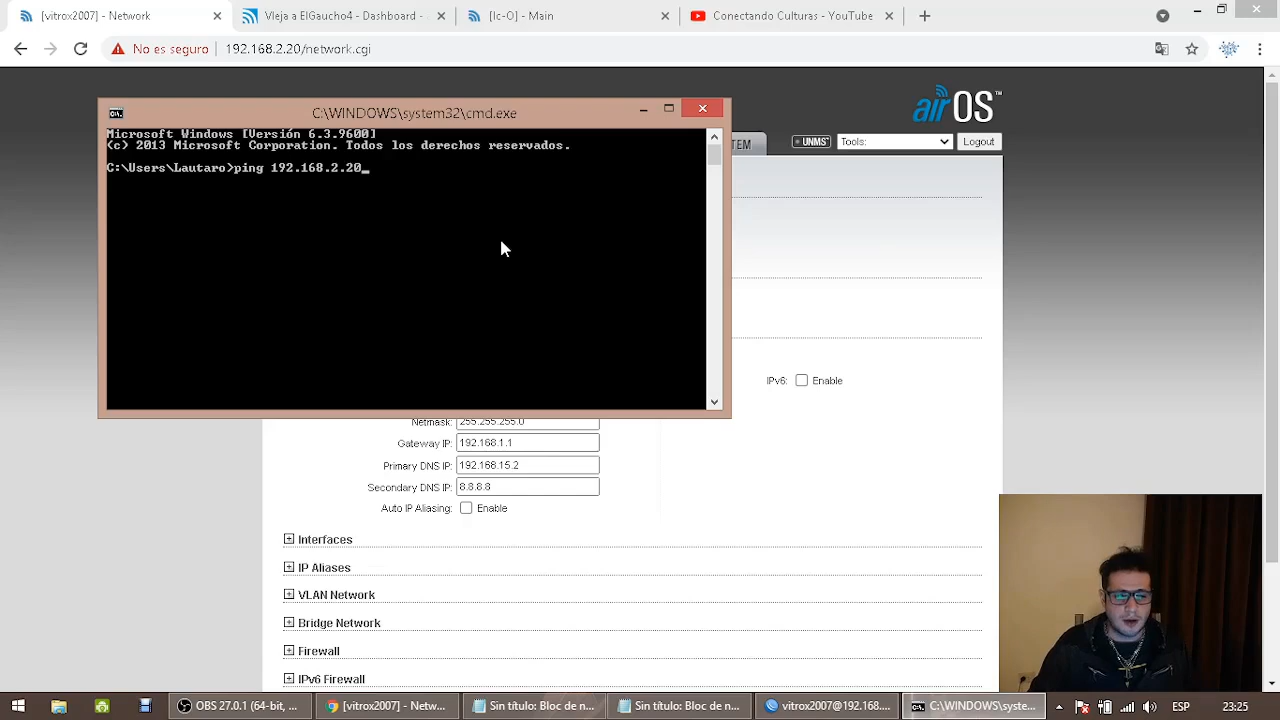 [vitrox2007] - Network
Vieja a ElGaucho4 - Dashboard -
[lc-O] - Main
Conectando Culturas - YouTube
No es seguro
192.168.2.20/network.cgi
airOS™
C:\WINDOWS\system32\cmd.exe
Microsoft Windows [Versión 6.3.9600]
(c) 2013 Microsoft Corporation. Todos los derechos reservados.
C:\Users\Lautaro>ping 192.168.2.20_
TEM
UNMS
Tools:
Logout
IPv6:
Enable
Netmask:
255.255.255.0
Gateway IP:
192.168.1.1
Primary DNS IP:
192.168.15.2
Secondary DNS IP:
8.8.8.8
Auto IP Aliasing:
Enable
Interfaces
IP Aliases
VLAN Network
Bridge Network
Firewall
IPv6 Firewall
OBS 27.0.1 (64-bit, ...
[vitrox2007] - Netw...
Sin título: Bloc de n...
Sin título: Bloc de n...
vitrox2007@192.168...
C:\WINDOWS\syste...
ESP
23:25